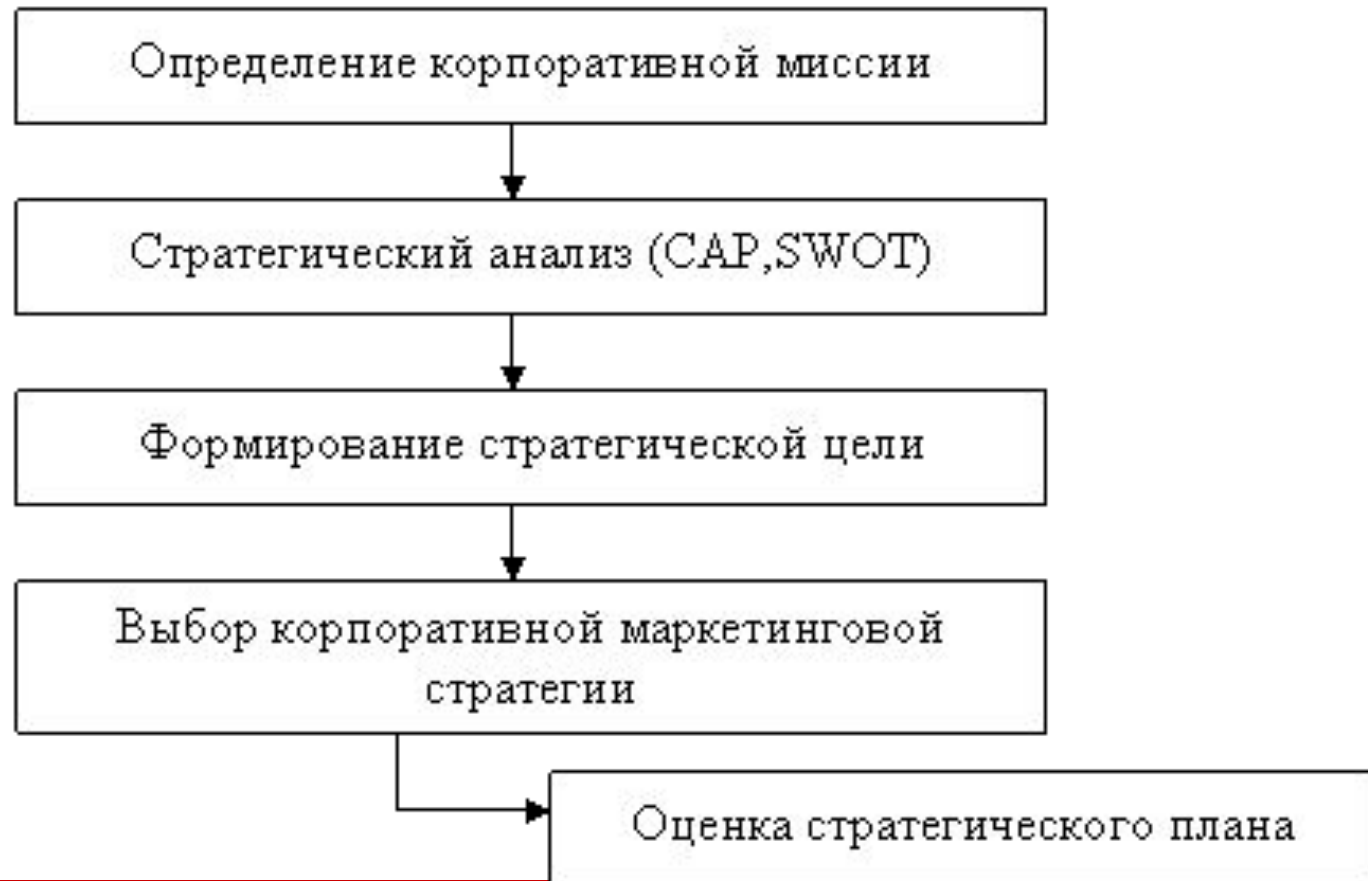 Определение корпоративной миссии
Стратегический анализ (САР,SWOT)
Формирование стратегической цели
Выбор корпоративной маркетинговой
стратегии
Оценка стратегического плана